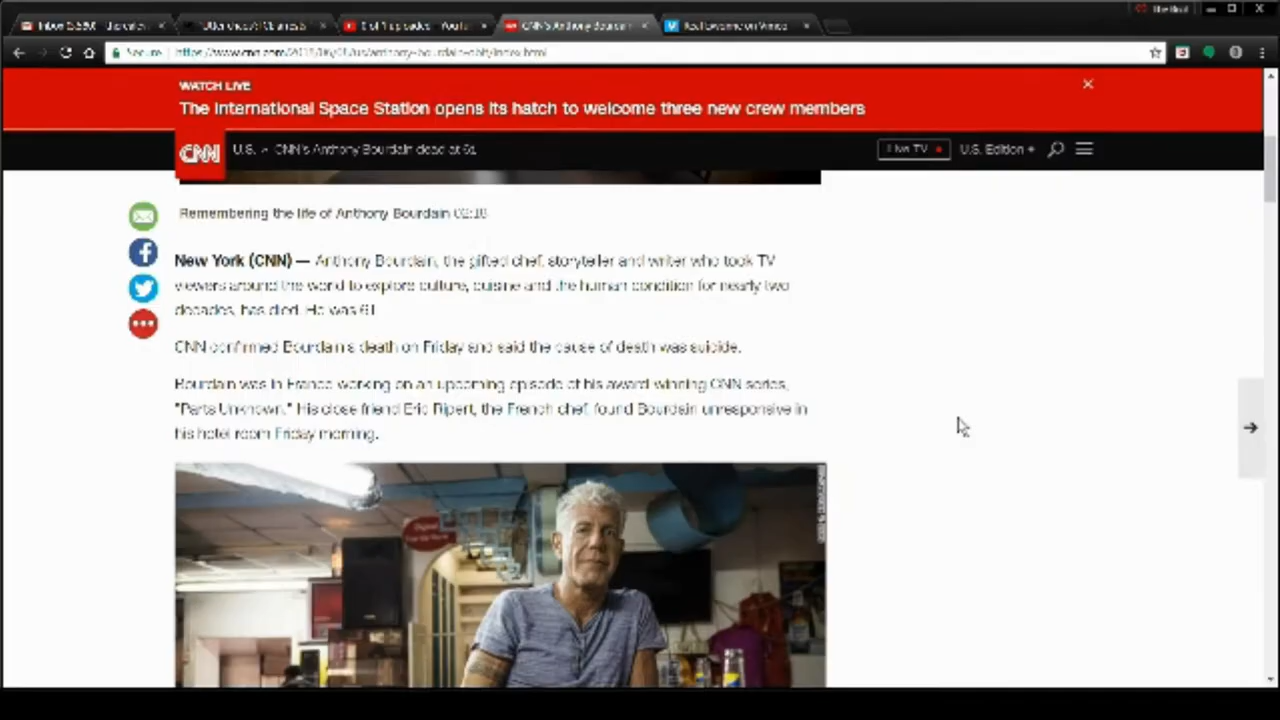 CNN's Anthony Bourdain
Secure
WATCH LIVE
The International Space Station opens its hatch to welcome three new crew members
CNN U.S. » CNN's Anthony Bourdain dead at 61 Live TV U.S. Edition +
Remembering the life of Anthony Bourdain
New York (CNN) — Anthony Bourdain, the gifted chef, storyteller and writer who took TV
viewers around the world to explore culture, cuisine and the human condition for nearly two
decades, has died. He was 61.
CNN confirmed Bourdain's death on Friday and said the cause of death was suicide.
Bourdain was in France working on an upcoming episode of his award-winning CNN series,
"Parts Unknown." His close friend Eric Ripert, the French chef, found Bourdain unresponsive in
his hotel room Friday morning.